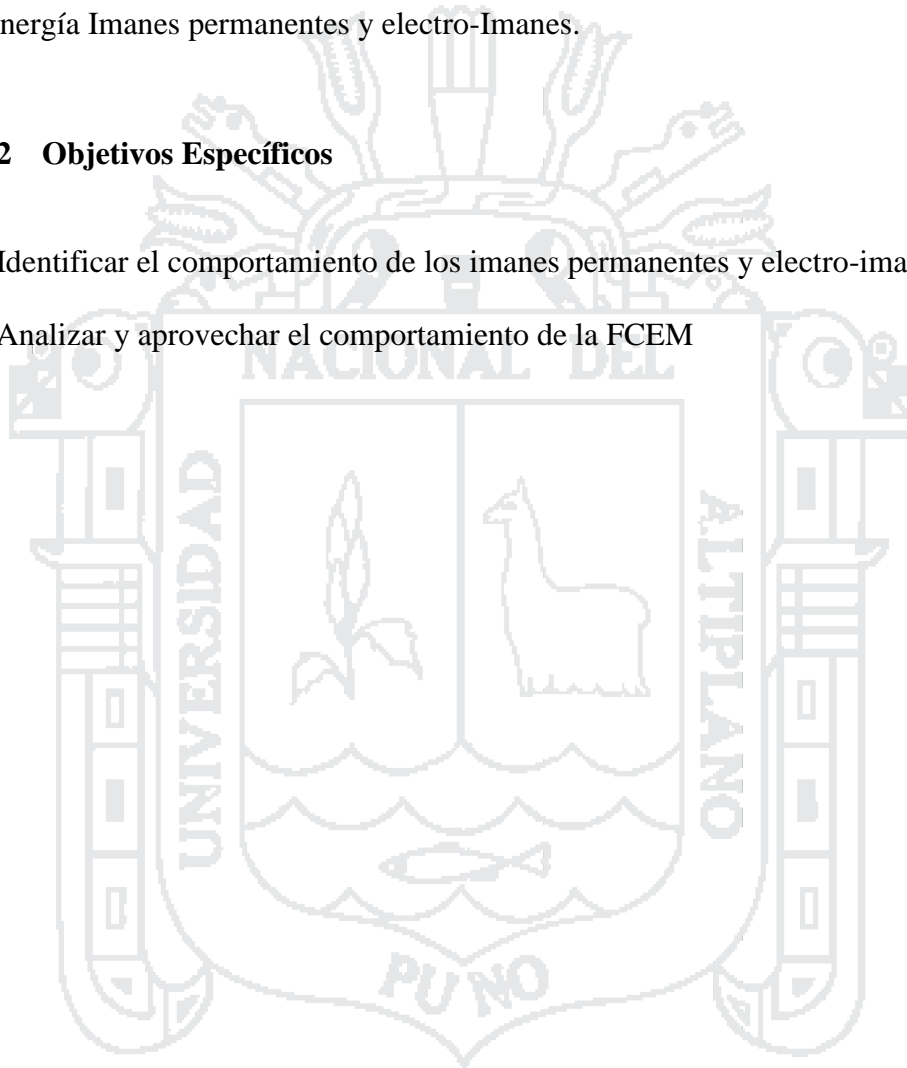 nergía Imanes permanentes y electro-Imanes.
2 Objetivos Específicos
Identificar el comportamiento de los imanes permanentes y electro-ima
Analizar y aprovechar el comportamiento de la FCEM
NACIONAL DEL
UNIVERSIDAD
ALTIPLANO
PUNO